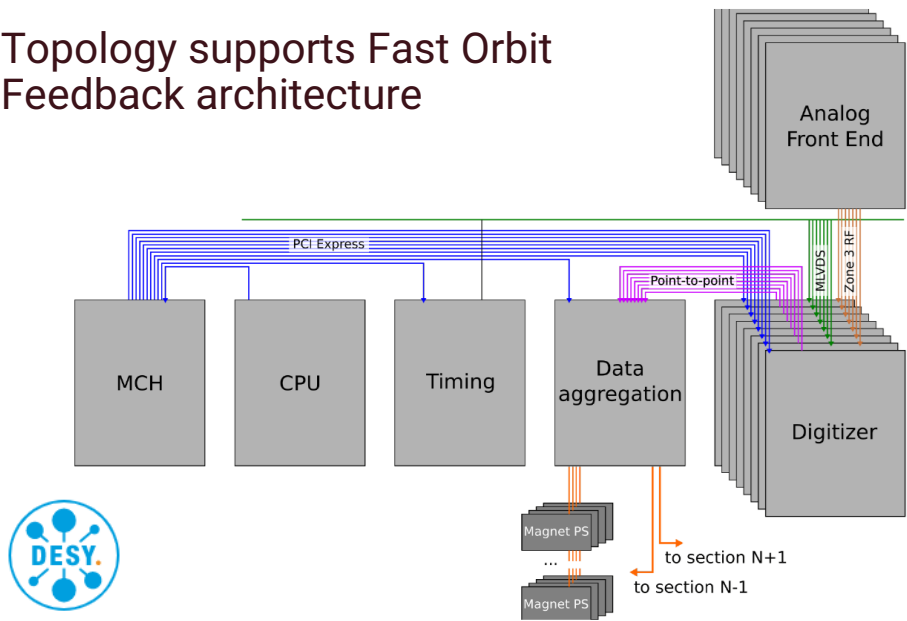 Topology supports Fast Orbit
Feedback architecture
Analog
Front End
PCI Express
Point-to-point
MLVDS
Zone 3 RF
MCH
CPU
Timing
Data
aggregation
Digitizer
Magnet PS
...
Magnet PS
to section N+1
to section N-1
DESY.